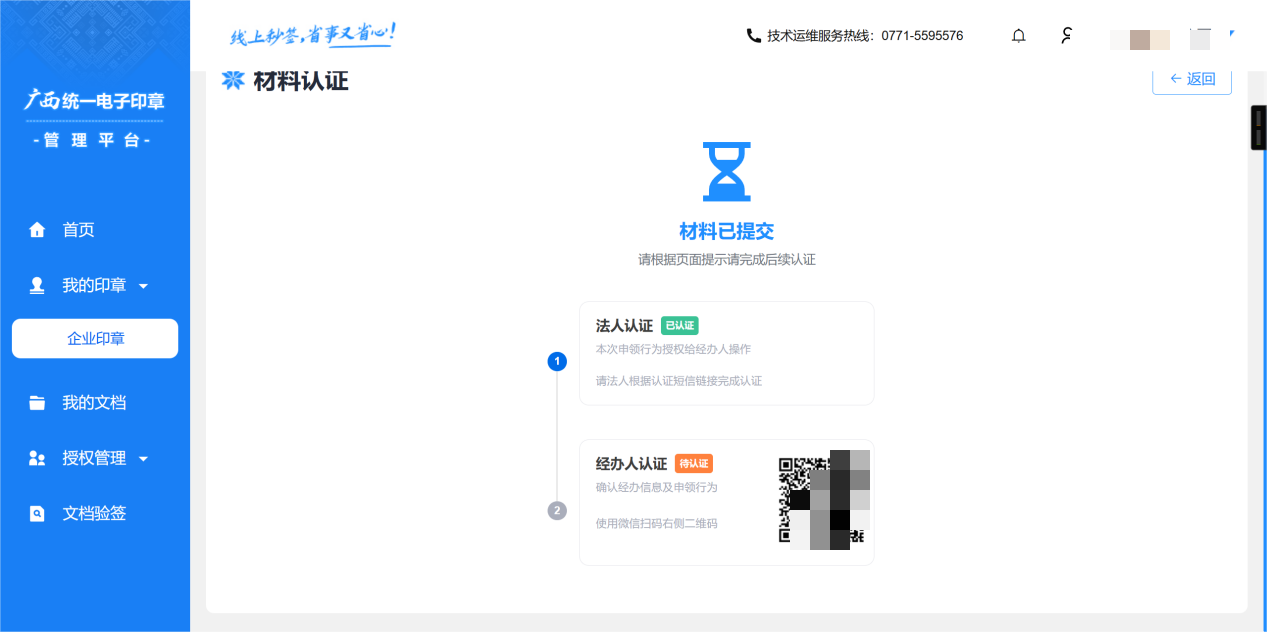 线上秒签,省事又省心!
技术运维服务热线：0771-5595576
广西统一电子印章
-管理平台-
首页
我的印章
企业印章
我的文档
授权管理
文档验签
材料认证
返回
材料已提交
请根据页面提示请完成后续认证
1
法人认证 已认证
本次申领行为授权给经办人操作
请法人根据认证短信链接完成认证
2
经办人认证 待认证
确认经办信息及申领行为
使用微信扫码右侧二维码